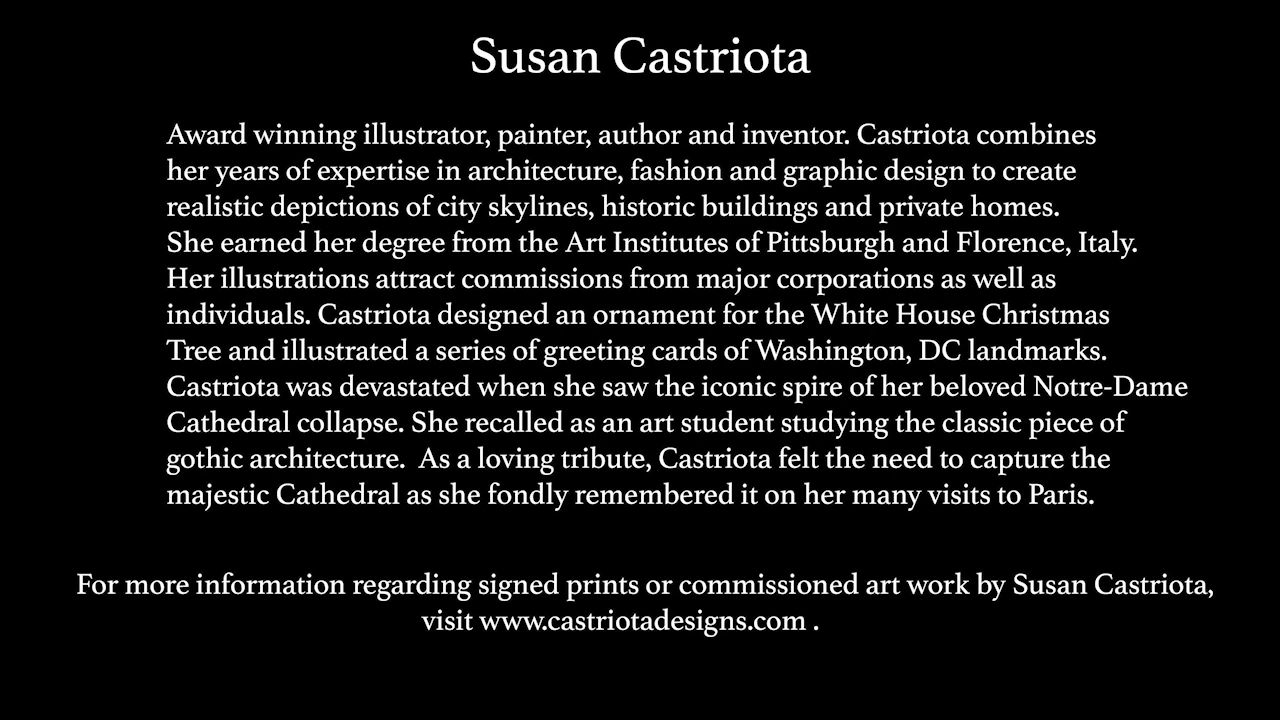 Susan Castriota
Award winning illustrator, painter, author and inventor. Castriota combines
her years of expertise in architecture, fashion and graphic design to create
realistic depictions of city skylines, historic buildings and private homes.
She earned her degree from the Art Institutes of Pittsburgh and Florence, Italy.
Her illustrations attract commissions from major corporations as well as
individuals. Castriota designed an ornament for the White House Christmas
Tree and illustrated a series of greeting cards of Washington, DC landmarks.
Castriota was devastated when she saw the iconic spire of her beloved Notre-Dame
Cathedral collapse. She recalled as an art student studying the classic piece of
gothic architecture.  As a loving tribute, Castriota felt the need to capture the
majestic Cathedral as she fondly remembered it on her many visits to Paris.
For more information regarding signed prints or commissioned art work by Susan Castriota,
visit www.castriotadesigns.com .